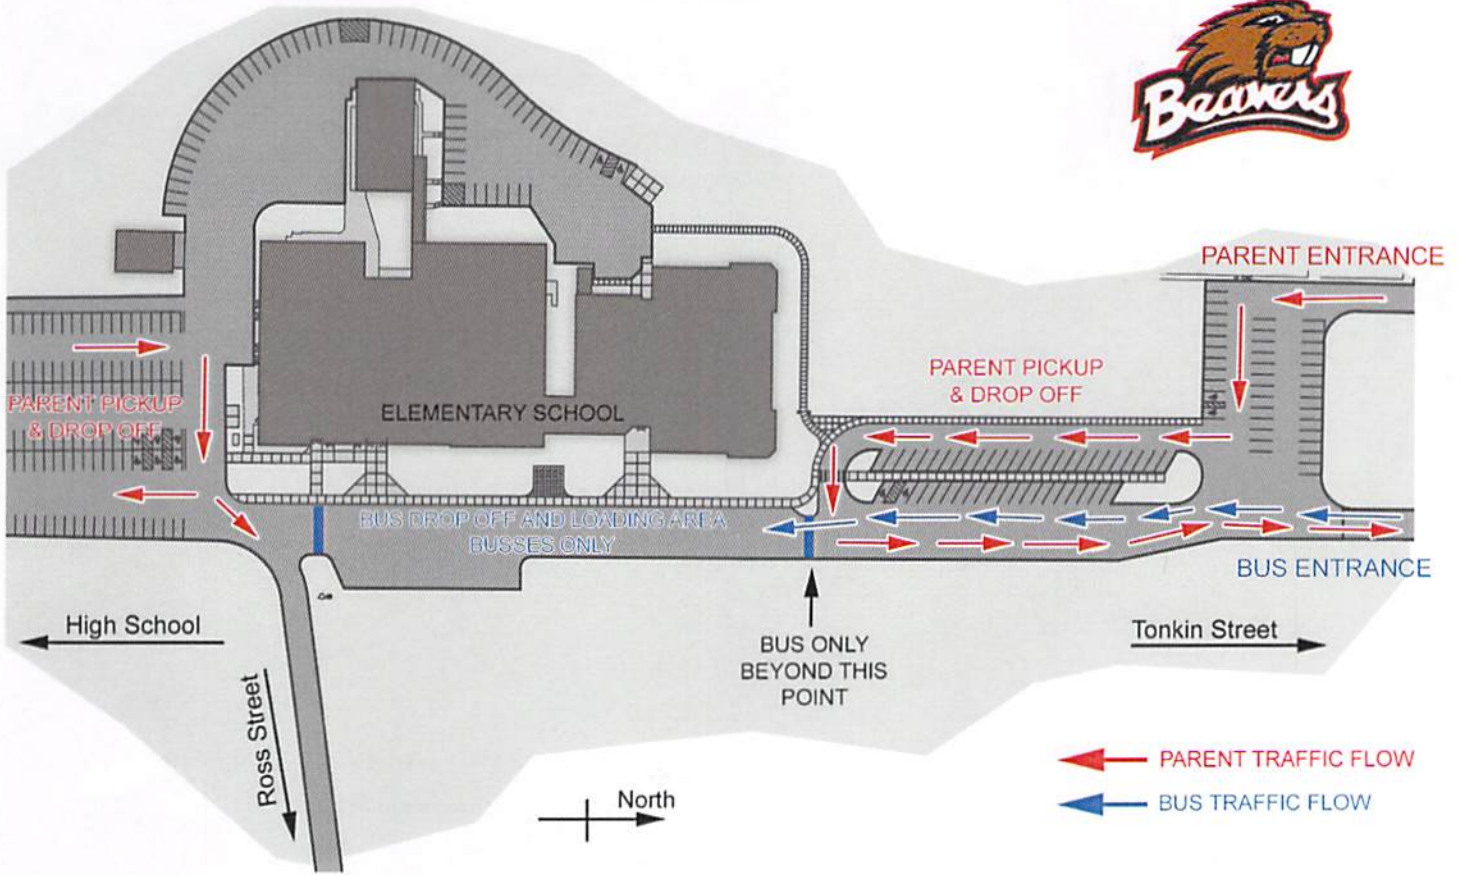 Beavers
PARENT ENTRANCE
PARENT PICKUP
& DROP OFF
PARENT PICKUP
& DROP OFF
ELEMENTARY SCHOOL
BUS DROP OFF AND LOADING AREA
BUSSES ONLY
BUS ENTRANCE
High School
Tonkin Street
BUS ONLY
BEYOND THIS
POINT
Ross Street
North
PARENT TRAFFIC FLOW
BUS TRAFFIC FLOW